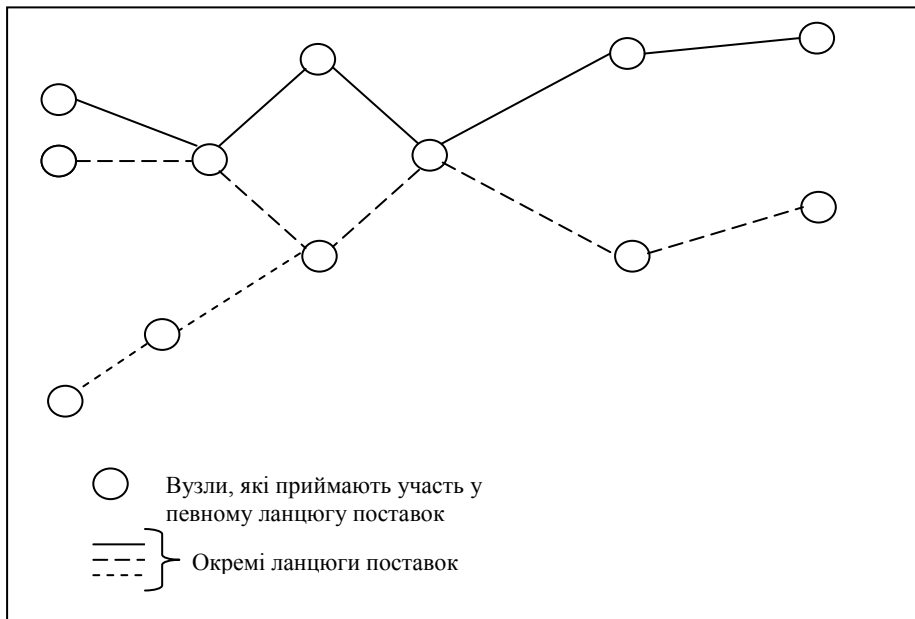 Вузли, які приймають участь у
певному ланцюгу поставок
Окремі ланцюги поставок